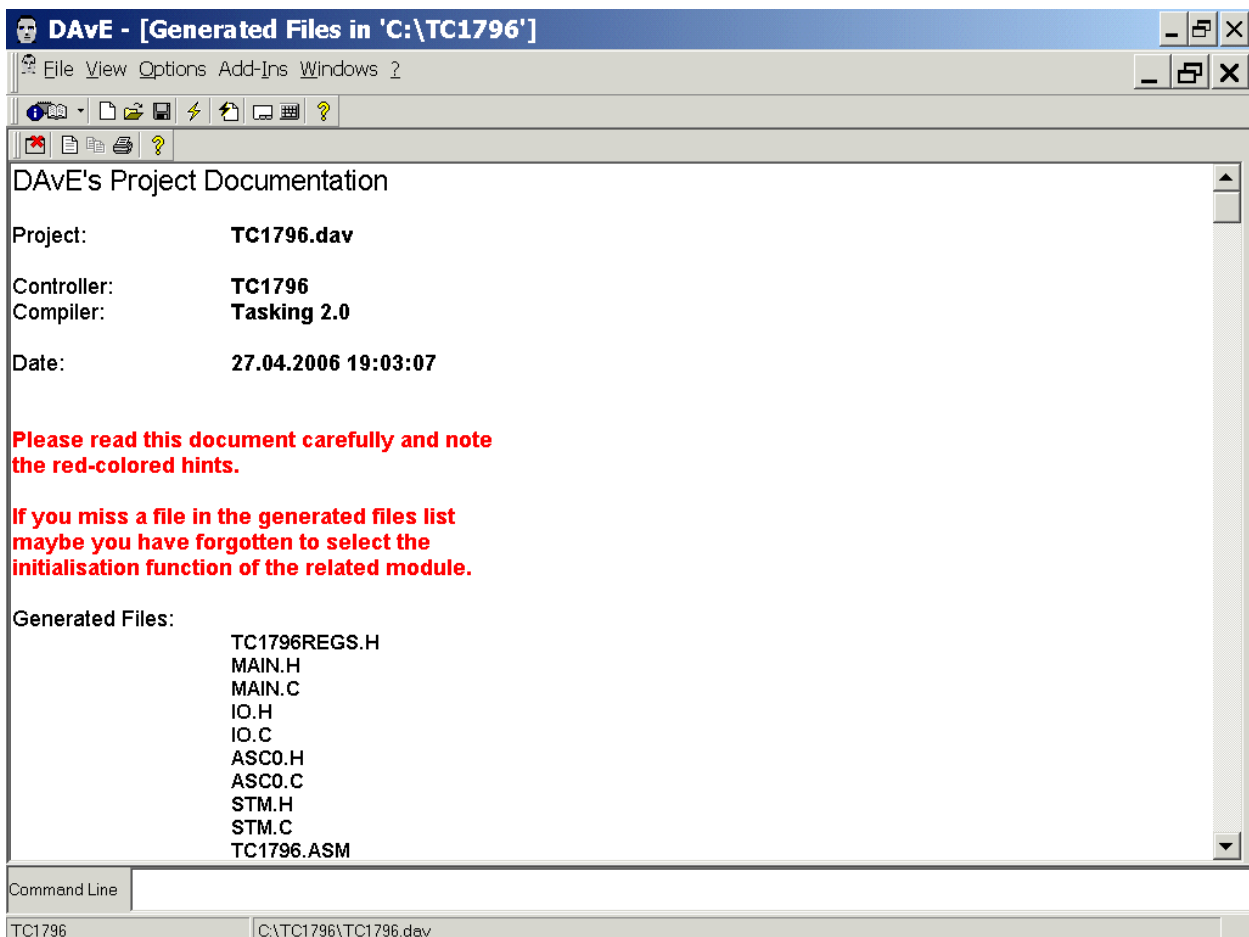 DAvE - [Generated Files in 'C:\TC1796']
File View Options Add-Ins Windows ?
DAvE's Project Documentation
Project: TC1796.dav
Controller: TC1796
Compiler: Tasking 2.0
Date: 27.04.2006 19:03:07
Please read this document carefully and note
the red-colored hints.
If you miss a file in the generated files list
maybe you have forgotten to select the
initialisation function of the related module.
Generated Files:
TC1796REGS.H
MAIN.H
MAIN.C
IO.H
IO.C
ASC0.H
ASC0.C
STM.H
STM.C
TC1796.ASM
Command Line
TC1796 C:\TC1796\TC1796.dav